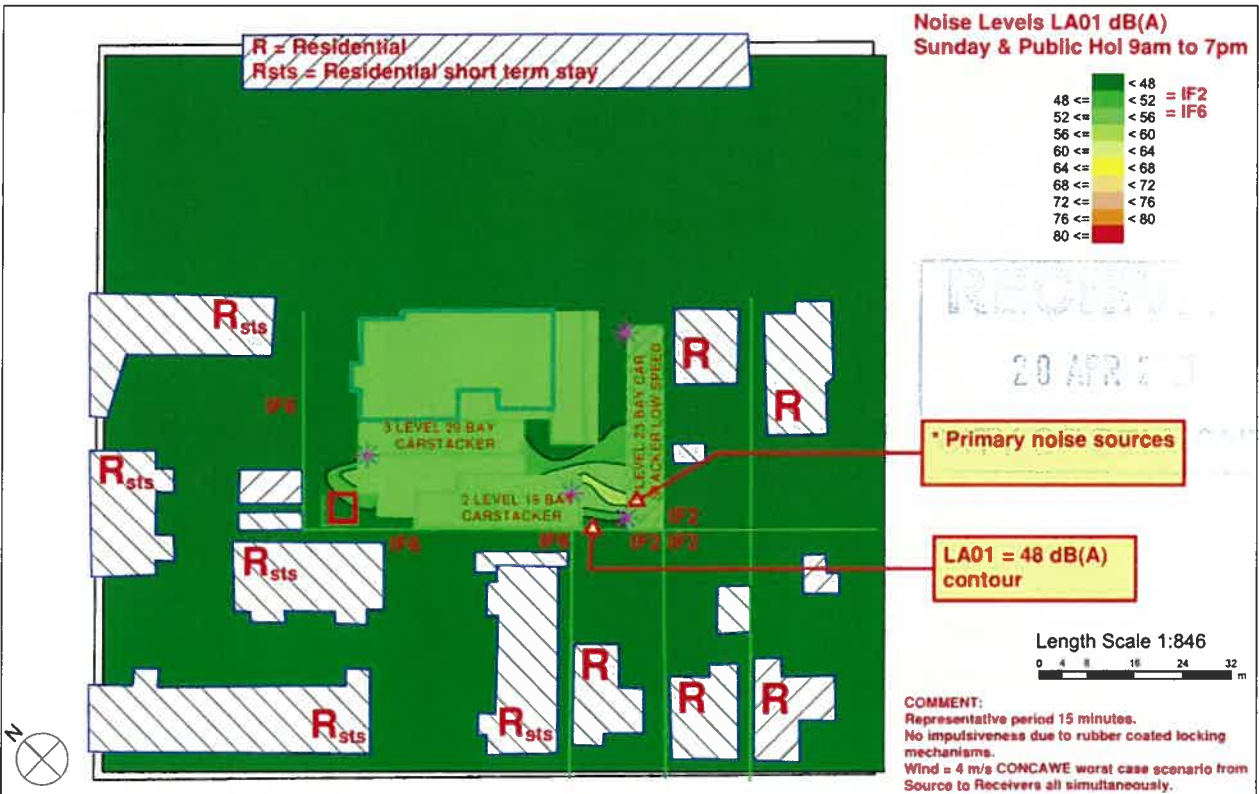 Noise Levels LA01 dB(A)
Sunday & Public Hol 9am to 7pm
R = Residential
Rsts = Residential short term stay
< 48
48 <= < 52 = IF2
52 <= < 56 = IF6
56 <= < 60
60 <= < 64
64 <= < 68
68 <= < 72
72 <= < 76
76 <= < 80
80 <=
20 APR
Rsts
R
R
IF6
3 LEVEL 29 BAY
CARSTACKER
LEVEL 23 BAY CAR
STACKER LOW SPEED
* Primary noise sources
Rsts
2 LEVEL 19 BAY
CARSTACKER
IF2
IF6
IF6
IF2
IF2
Rsts
LA01 = 48 dB(A)
contour
Length Scale 1:846
0 4 8 16 24 32
m
R
R
R
Rsts
Rsts
N
COMMENT:
Representative period 15 minutes.
No impulsiveness due to rubber coated locking
mechanisms.
Wind = 4 m/s CONCAWE worst case scenario from
Source to Receivers all simultaneously.